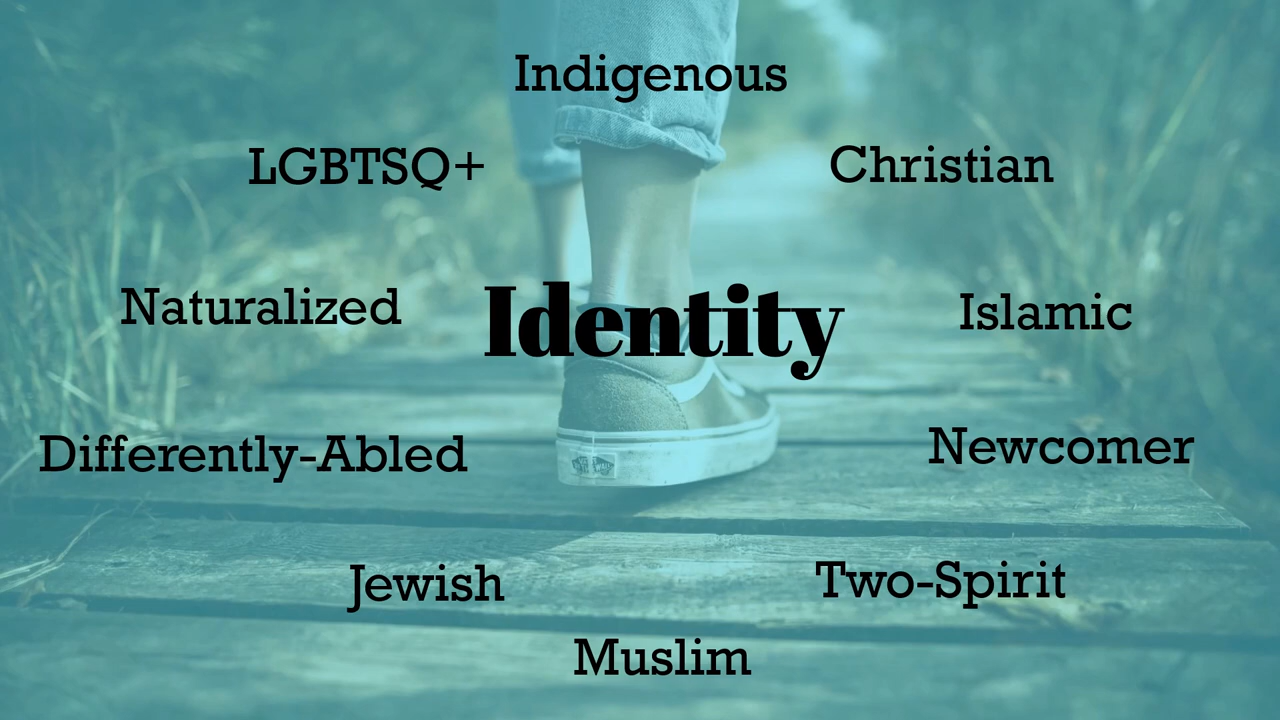 Indigenous
LGBTSQ+
Christian
Naturalized
Identity
Islamic
Differently-Abled
Newcomer
Jewish
Two-Spirit
Muslim